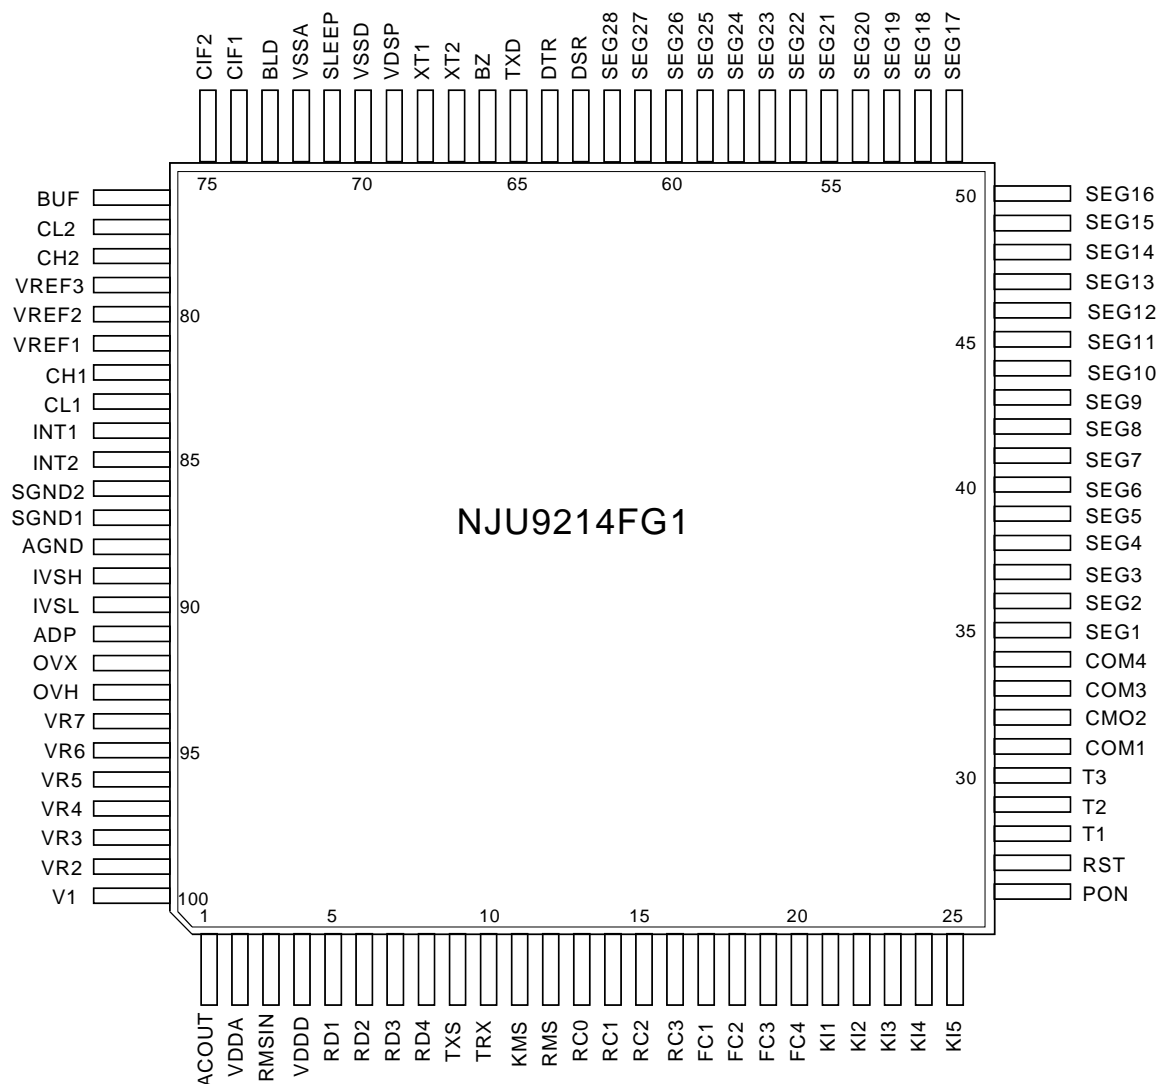 CIF2
CIF1
BLD
VSSA
SLEEP
VSSD
VDSP
XT1
XT2
BZ
TXD
DTR
DSR
SEG28
SEG27
SEG26
SEG25
SEG24
SEG23
SEG22
SEG21
SEG20
SEG19
SEG18
SEG17
75
70
65
60
55
BUF
CL2
CH2
VREF3
VREF2
VREF1
CH1
CL1
INT1
INT2
SGND2
SGND1
AGND
IVSH
IVSL
ADP
OVX
OVH
VR7
VR6
VR5
VR4
VR3
VR2
V1
80
85
90
95
100
NJU9214FG1
50
45
40
35
30
SEG16
SEG15
SEG14
SEG13
SEG12
SEG11
SEG10
SEG9
SEG8
SEG7
SEG6
SEG5
SEG4
SEG3
SEG2
SEG1
COM4
COM3
CMO2
COM1
T3
T2
T1
RST
PON
1
5
10
15
20
25
ACOUT
VDDA
RMSIN
VDDD
RD1
RD2
RD3
RD4
TXS
TRX
KMS
RMS
RC0
RC1
RC2
RC3
FC1
FC2
FC3
FC4
KI1
KI2
KI3
KI4
KI5